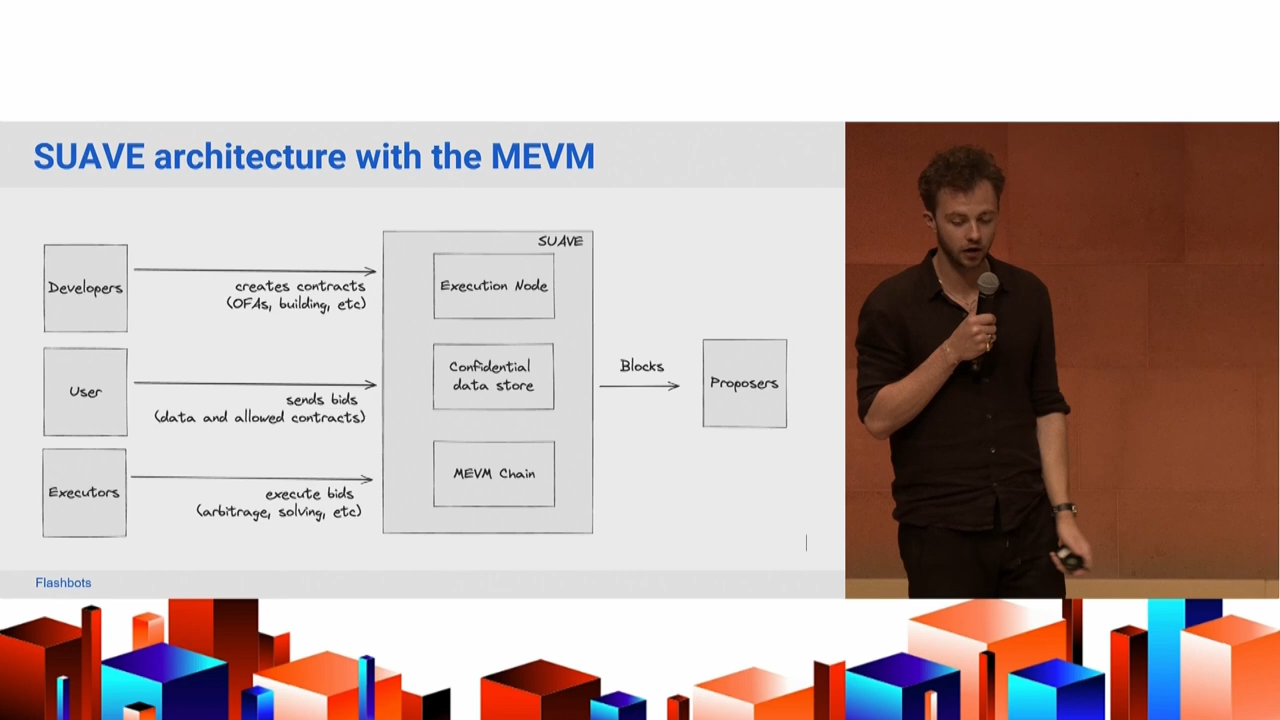 SUAVE architecture with the MEVM
SUAVE
Developers
creates contracts
(OFAs, building, etc)
Execution Node
User
sends bids
(data and allowed contracts)
Confidential
data store
Blocks
Proposers
Executors
execute bids
(arbitrage, solving, etc)
MEVM Chain
Flashbots